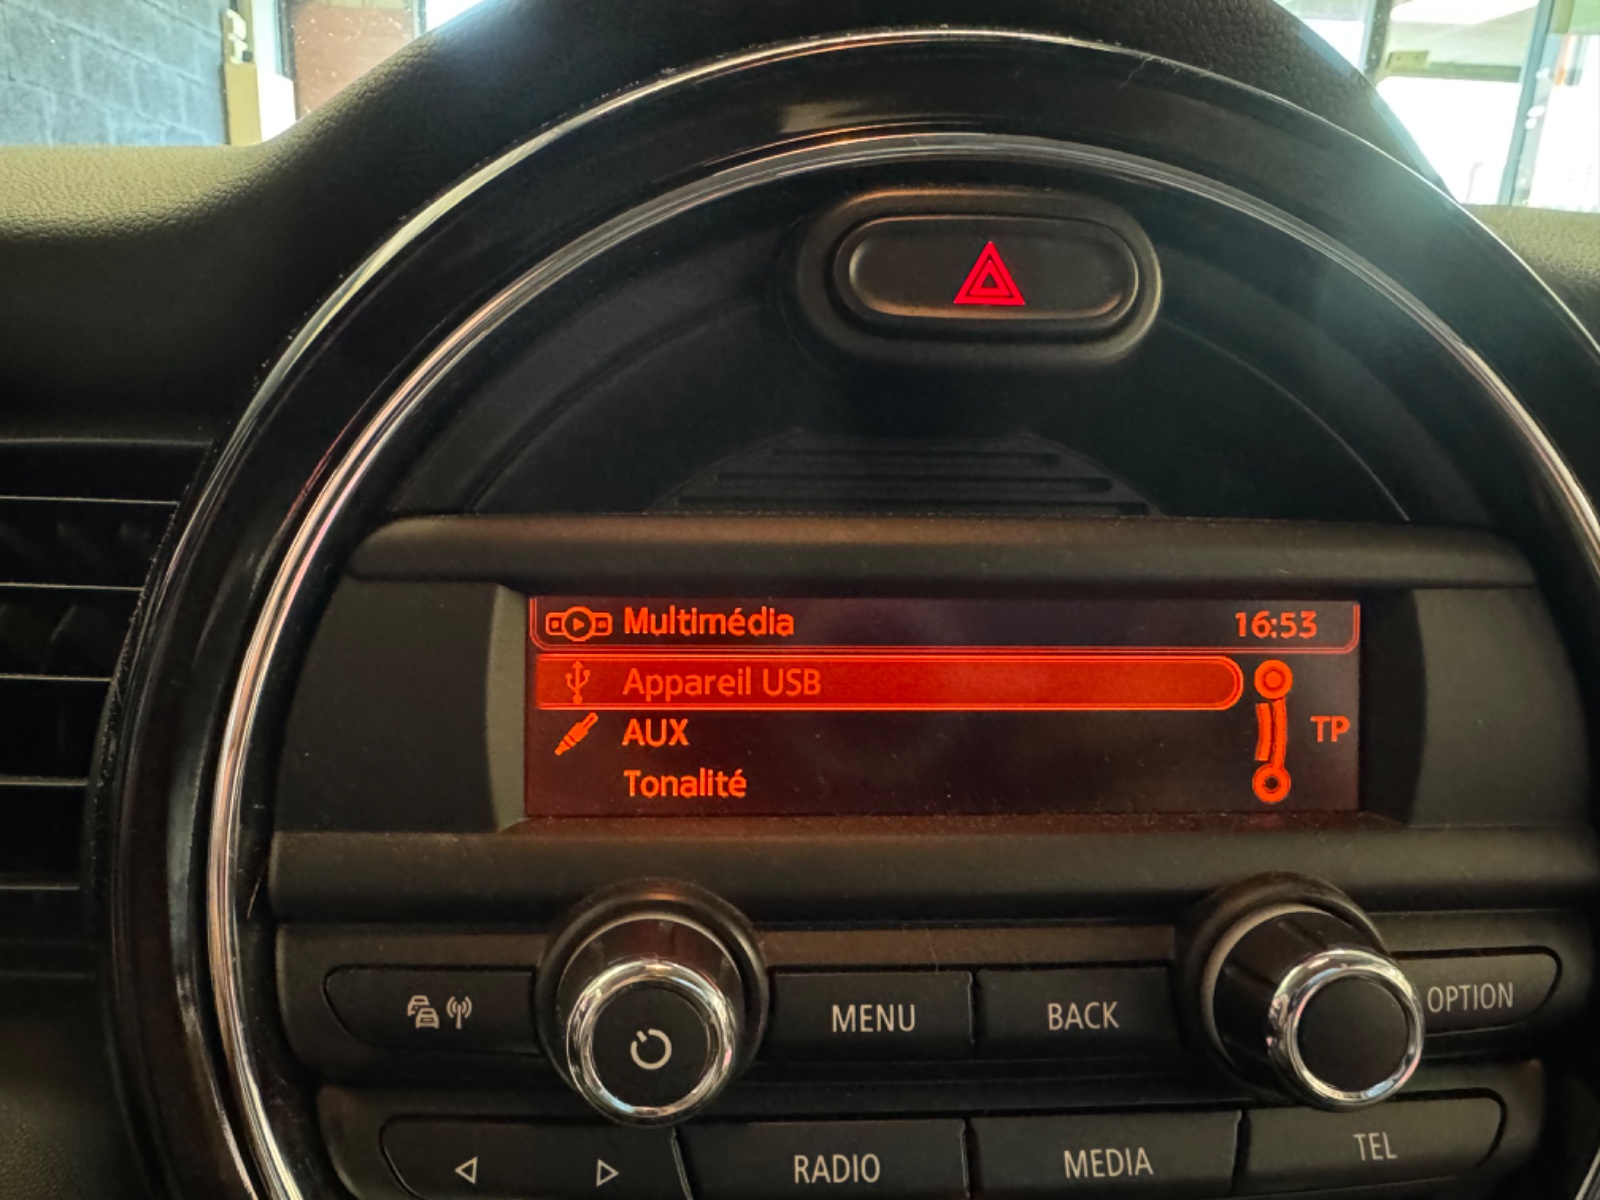 Multimédia 16:53
Appareil USB
AUX
TP
Tonalité
MENU BACK OPTION
RADIO MEDIA TEL